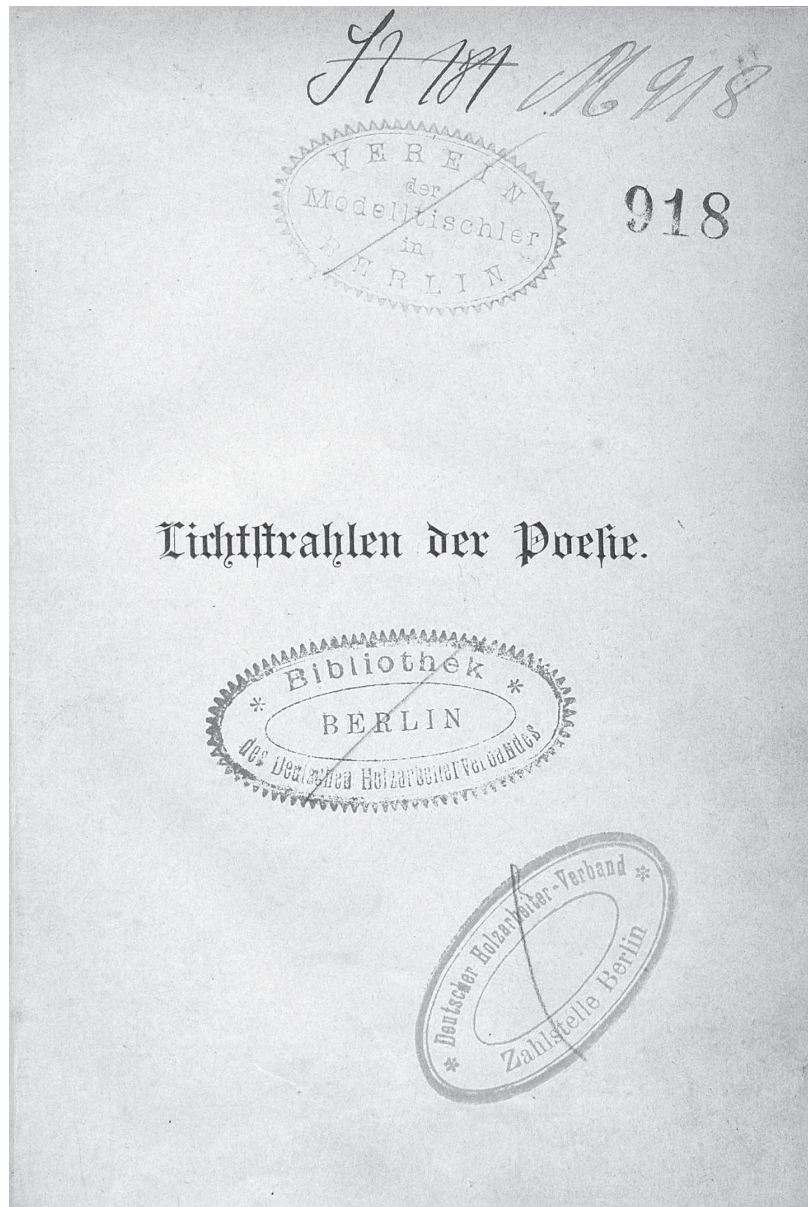 181 M 918
VEREIN
der
Modelltischler
in
BERLIN
918
Lichtstrahlen der Poesie.
* Bibliothek *
BERLIN
des Deutschen Holzarbeiter Verbandes
* Deutscher Holzarbeiter-Verband *
Zahlstelle Berlin